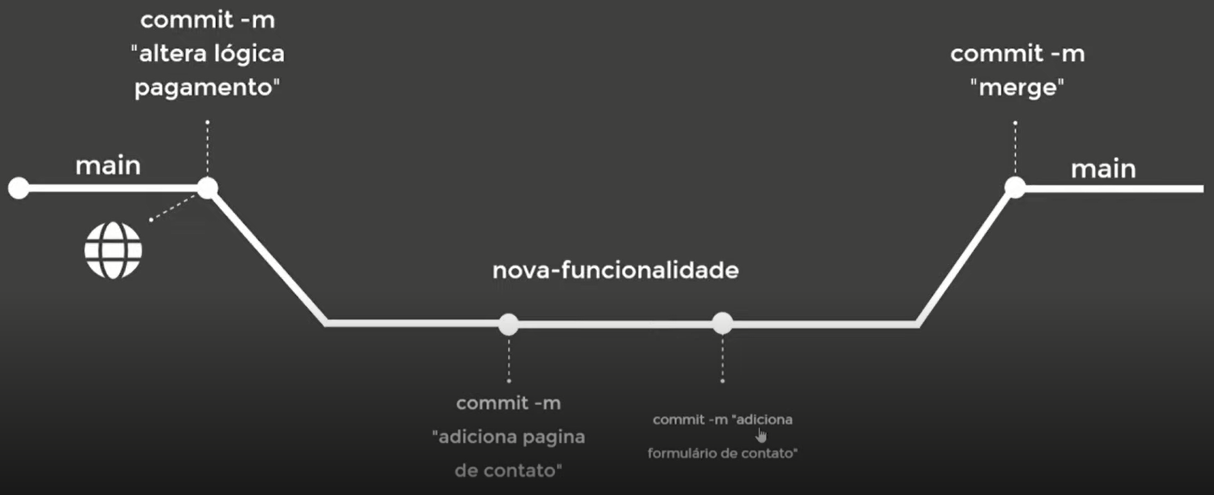 commit -m
"altera lógica
pagamento"
commit -m
"merge"
main
main
nova-funcionalidade
commit -m
"adiciona pagina
de contato"
commit -m "adiciona
formulário de contato"